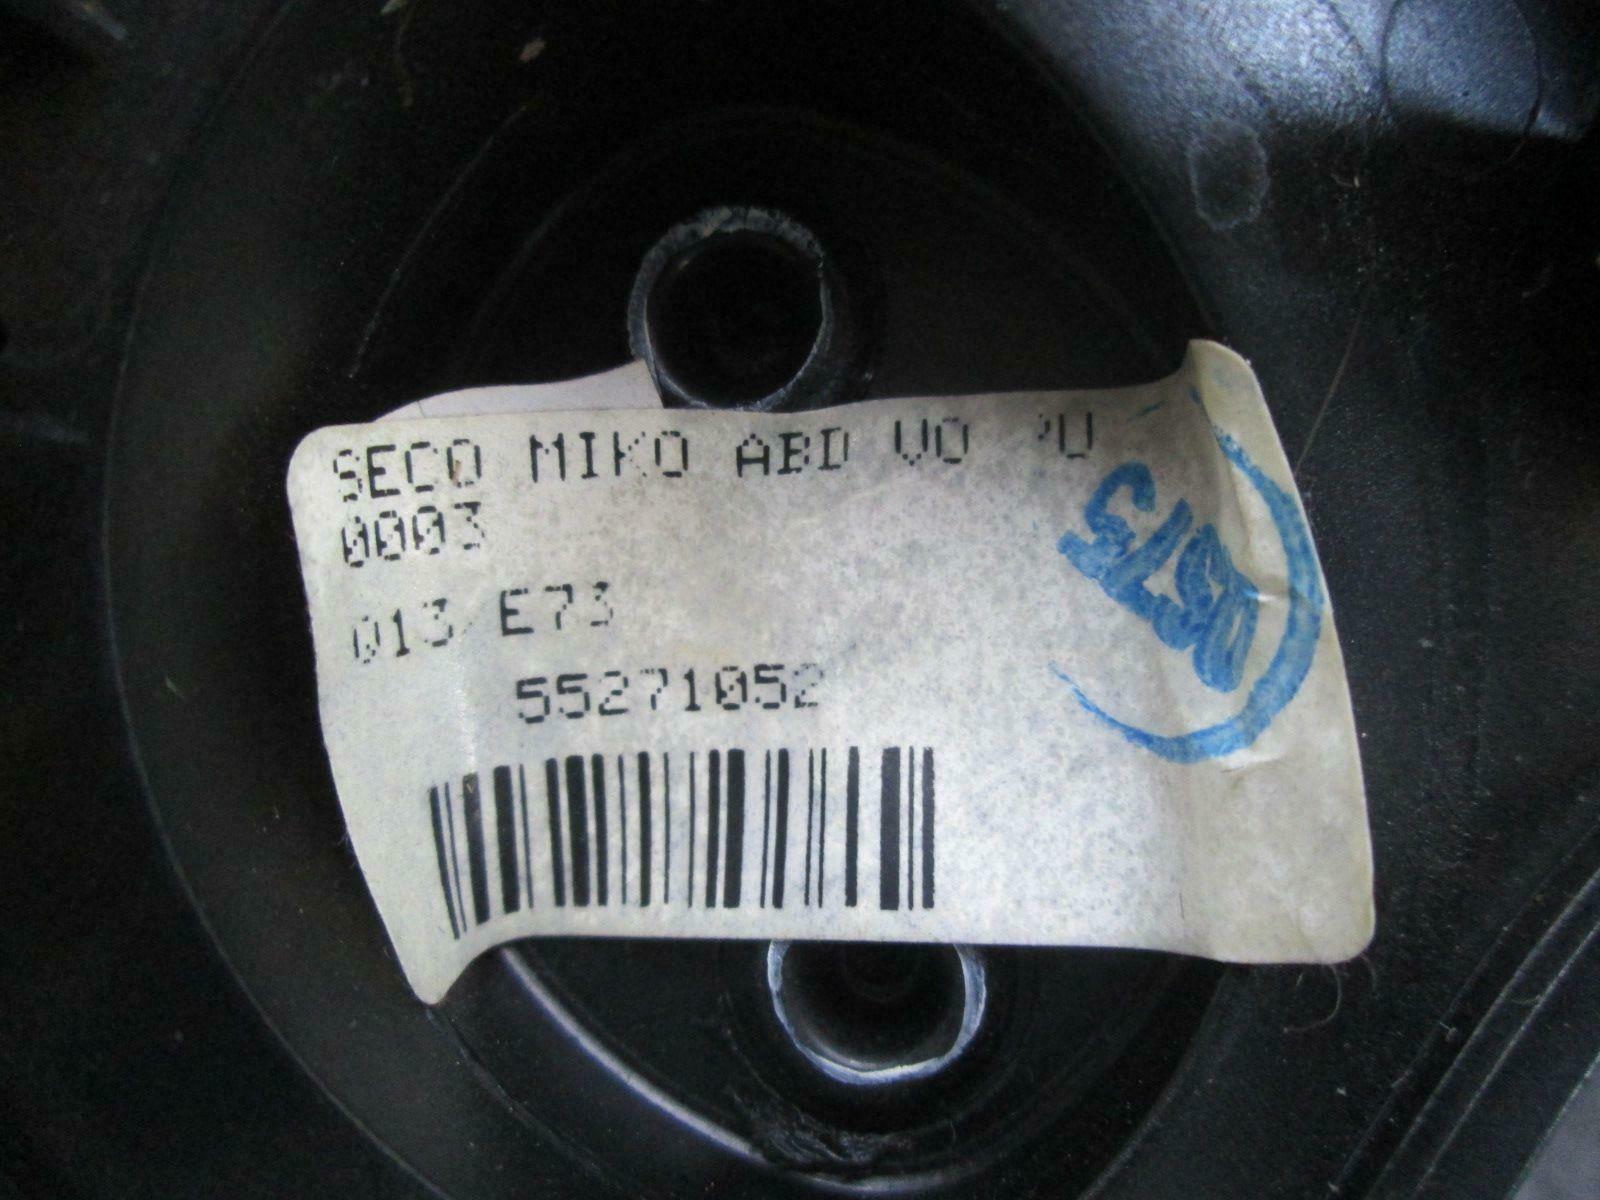 SECO MIKO ABD VO
0003
013/E73
55271052